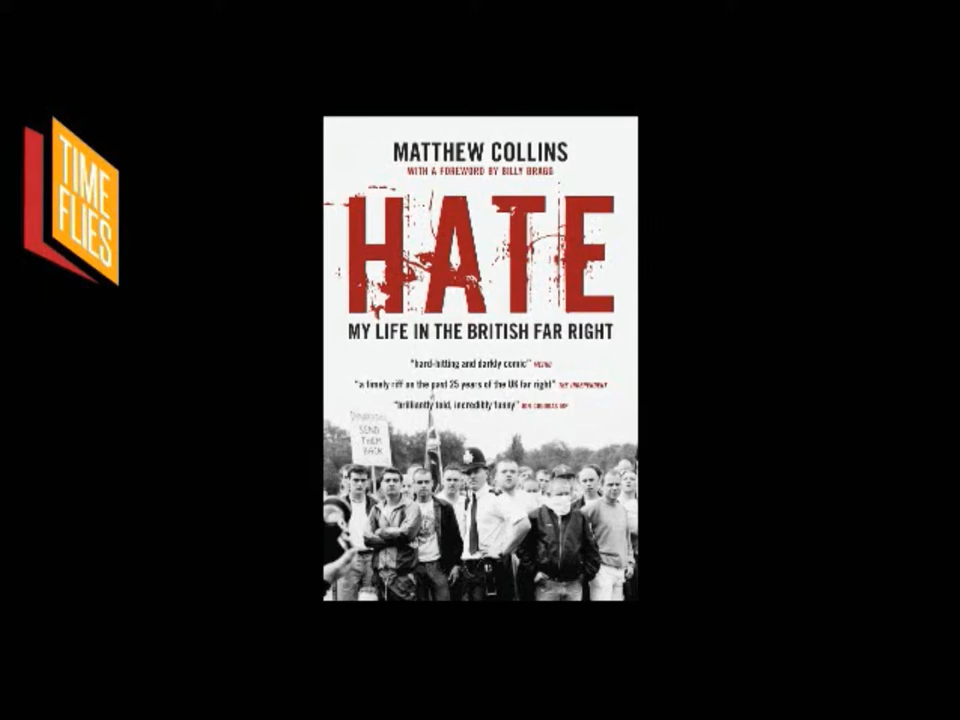 TIME
FLIES
MATTHEW COLLINS
WITH A FOREWORD BY BILLY BRAGG
HATE
MY LIFE IN THE BRITISH FAR RIGHT
"hard-hitting and darkly comic"
"a timely riff on the past 25 years of the UK far right" THE INDEPENDENT
"brilliantly told, incredibly funny"
SEND
THEM
BACK